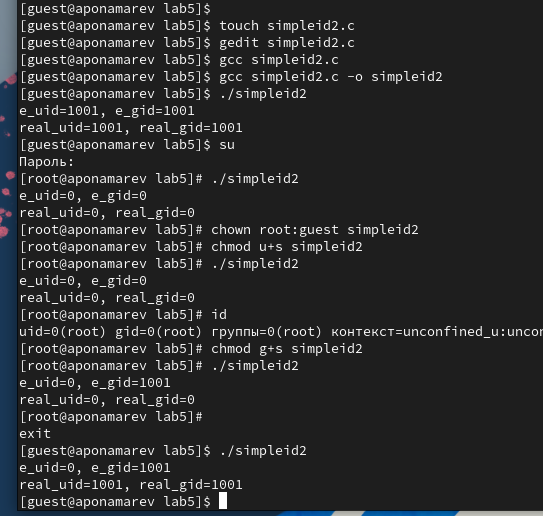 [guest@aponamarev lab5]$
[guest@aponamarev lab5]$ touch simpleid2.c
[guest@aponamarev lab5]$ gedit simpleid2.c
[guest@aponamarev lab5]$ gcc simpleid2.c
[guest@aponamarev lab5]$ gcc simpleid2.c -o simpleid2
[guest@aponamarev lab5]$ ./simpleid2
e_uid=1001, e_gid=1001
real_uid=1001, real_gid=1001
[guest@aponamarev lab5]$ su
Пароль:
[root@aponamarev lab5]# ./simpleid2
e_uid=0, e_gid=0
real_uid=0, real_gid=0
[root@aponamarev lab5]# chown root:guest simpleid2
[root@aponamarev lab5]# chmod u+s simpleid2
[root@aponamarev lab5]# ./simpleid2
e_uid=0, e_gid=0
real_uid=0, real_gid=0
[root@aponamarev lab5]# id
uid=0(root) gid=0(root) группы=0(root) контекст=unconfined_u:uncon
[root@aponamarev lab5]# chmod g+s simpleid2
[root@aponamarev lab5]# ./simpleid2
e_uid=0, e_gid=1001
real_uid=0, real_gid=0
[root@aponamarev lab5]#
exit
[guest@aponamarev lab5]$ ./simpleid2
e_uid=0, e_gid=1001
real_uid=1001, real_gid=1001
[guest@aponamarev lab5]$